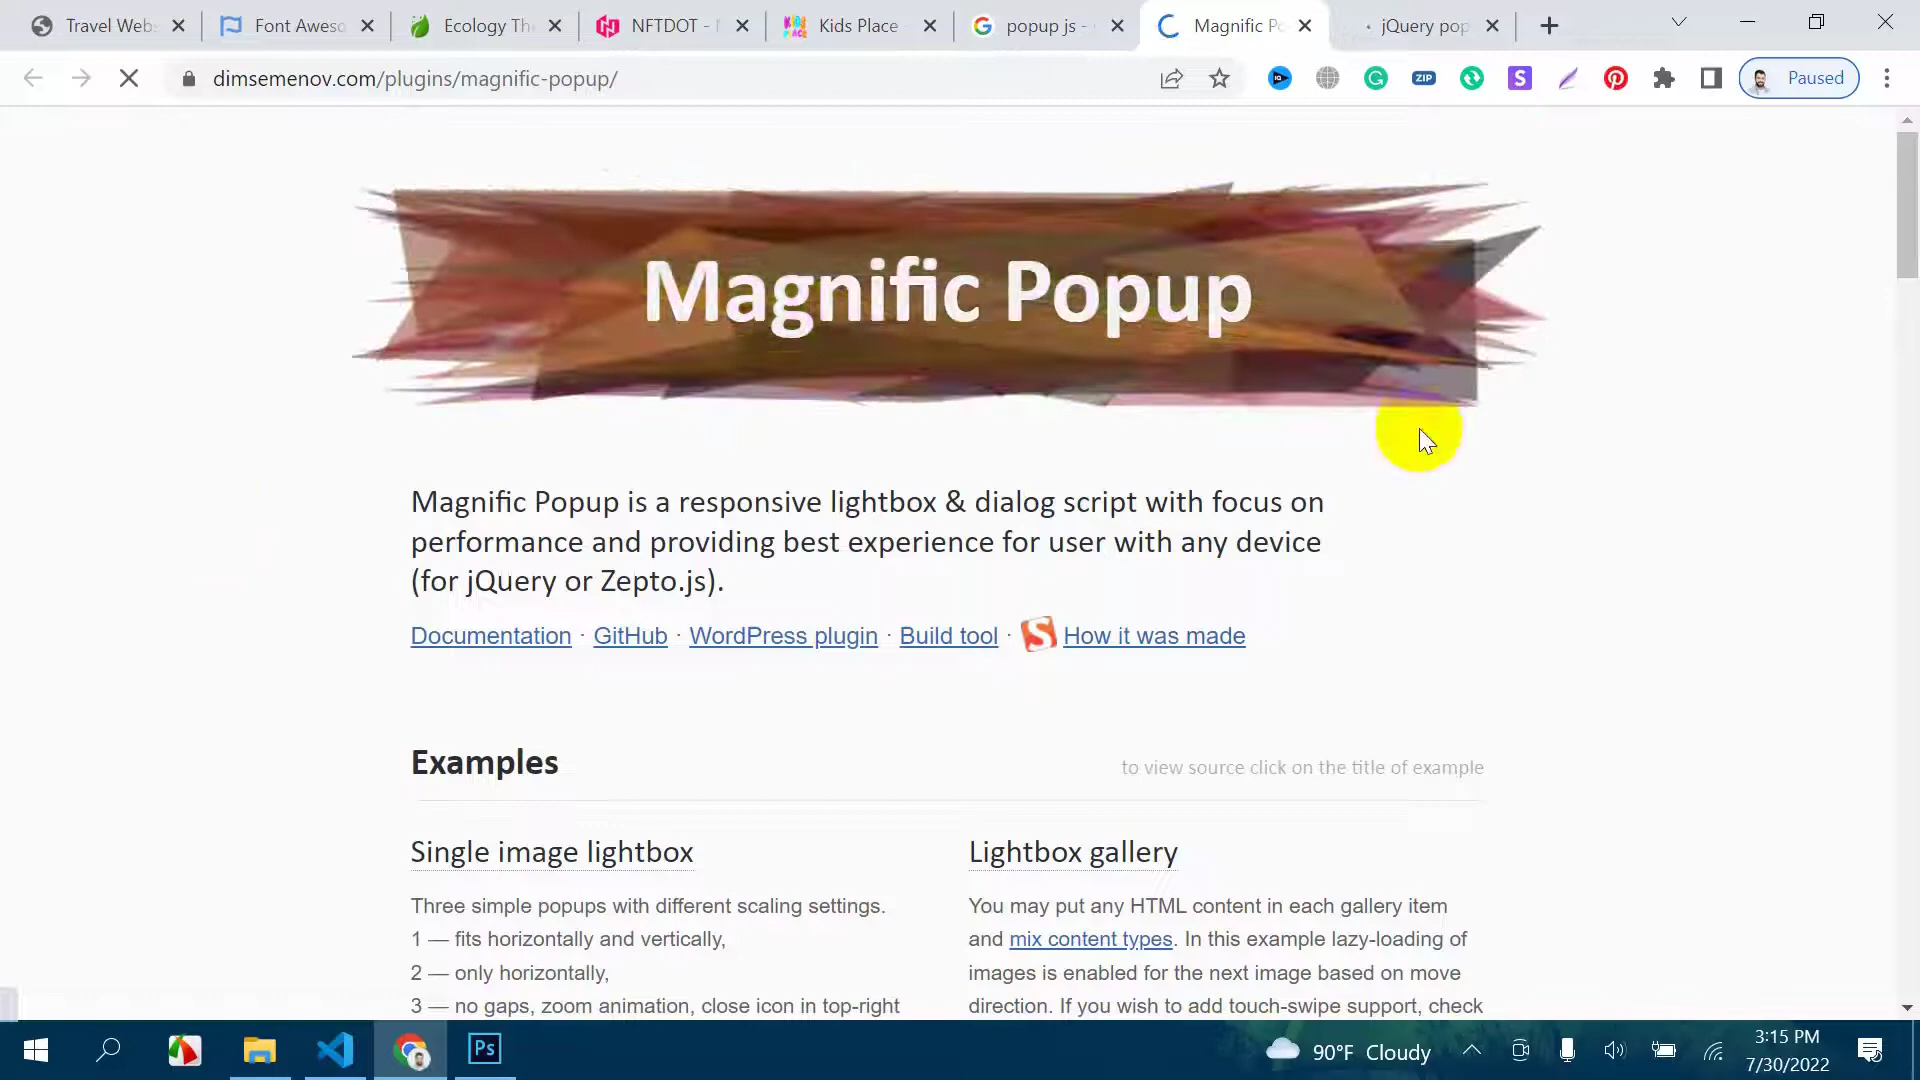 Travel Webs
Font Aweso
Ecology The
NFTDOT - N
Kids Place
popup js -
Magnific Po
jQuery pop
dimsemenov.com/plugins/magnific-popup/
IQ
ZIP
S
Paused
Magnific Popup
Magnific Popup is a responsive lightbox & dialog script with focus on
performance and providing best experience for user with any device
(for jQuery or Zepto.js).
Documentation · GitHub · WordPress plugin · Build tool · S How it was made
Examples
to view source click on the title of example
Single image lightbox
Three simple popups with different scaling settings.
1 — fits horizontally and vertically,
2 — only horizontally,
3 — no gaps, zoom animation, close icon in top-right
Lightbox gallery
You may put any HTML content in each gallery item
and mix content types. In this example lazy-loading of
images is enabled for the next image based on move
direction. If you wish to add touch-swipe support, check
Ps
90°F Cloudy
3:15 PM
7/30/2022